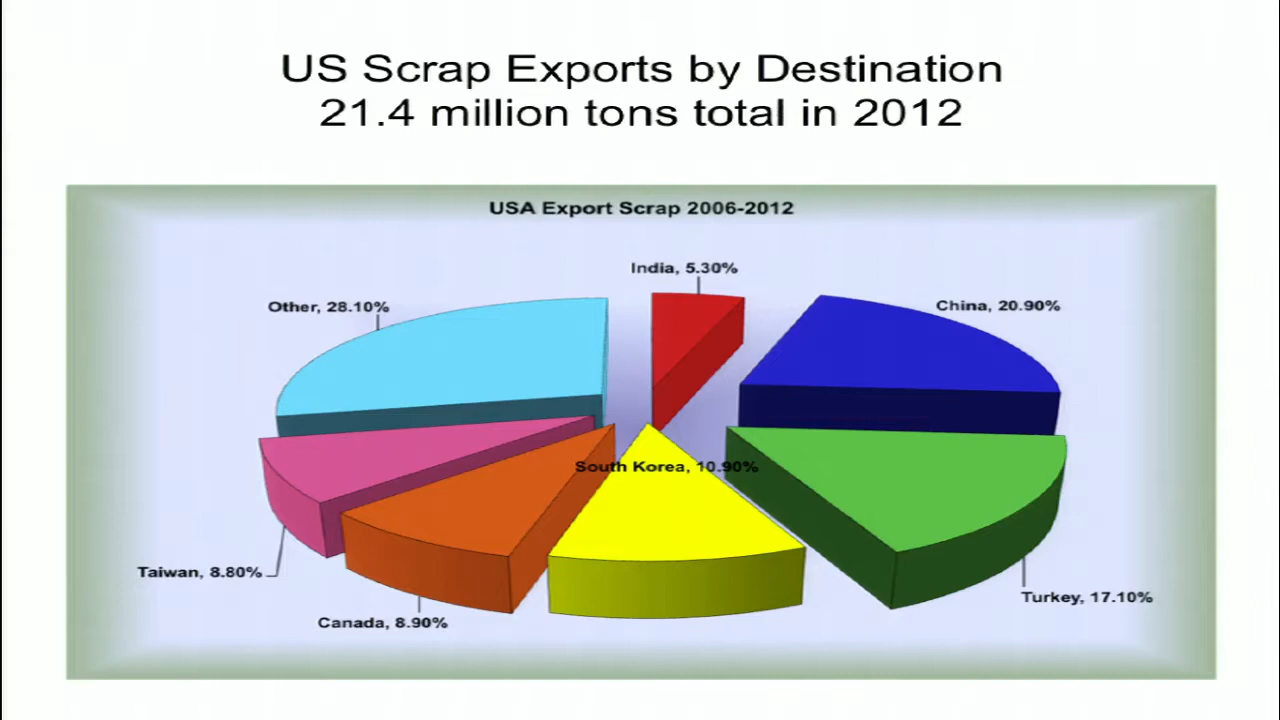 US Scrap Exports by Destination
21.4 million tons total in 2012
USA Export Scrap 2006-2012
India, 5.30%
Other, 28.10%
China, 20.90%
South Korea, 10.90%
Taiwan, 8.80%
Turkey, 17.10%
Canada, 8.90%